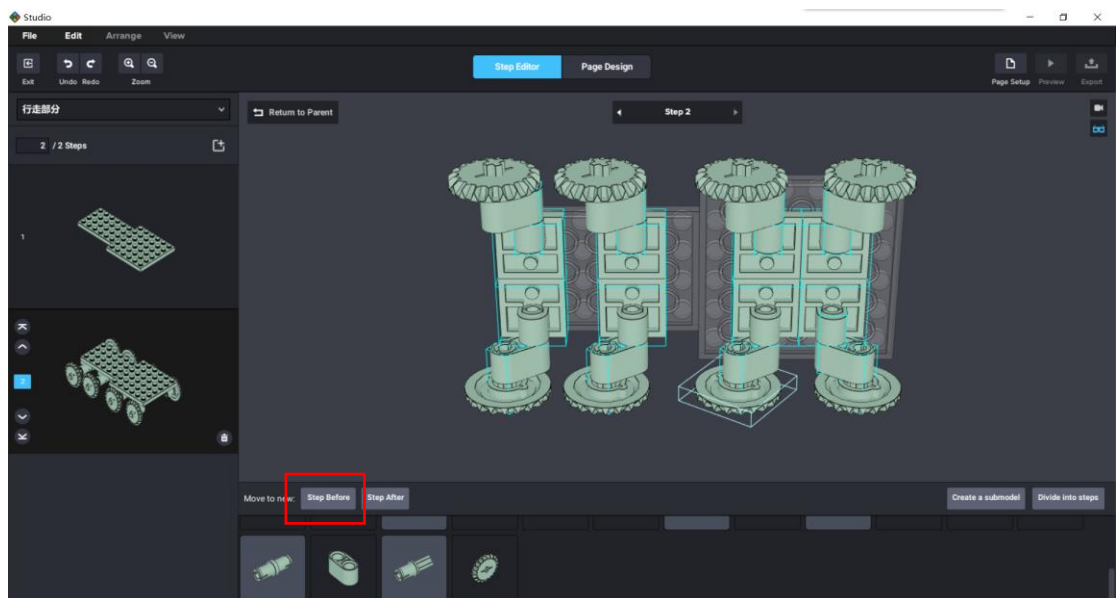 Studio
File Edit Arrange View
Exit Undo Redo Zoom
Step Editor Page Design
Page Setup Preview Export
行走部分
Return to Parent
Step 2
2 / 2 Steps
1
2
Move to new: Step Before Step After
Create a submodel Divide into steps